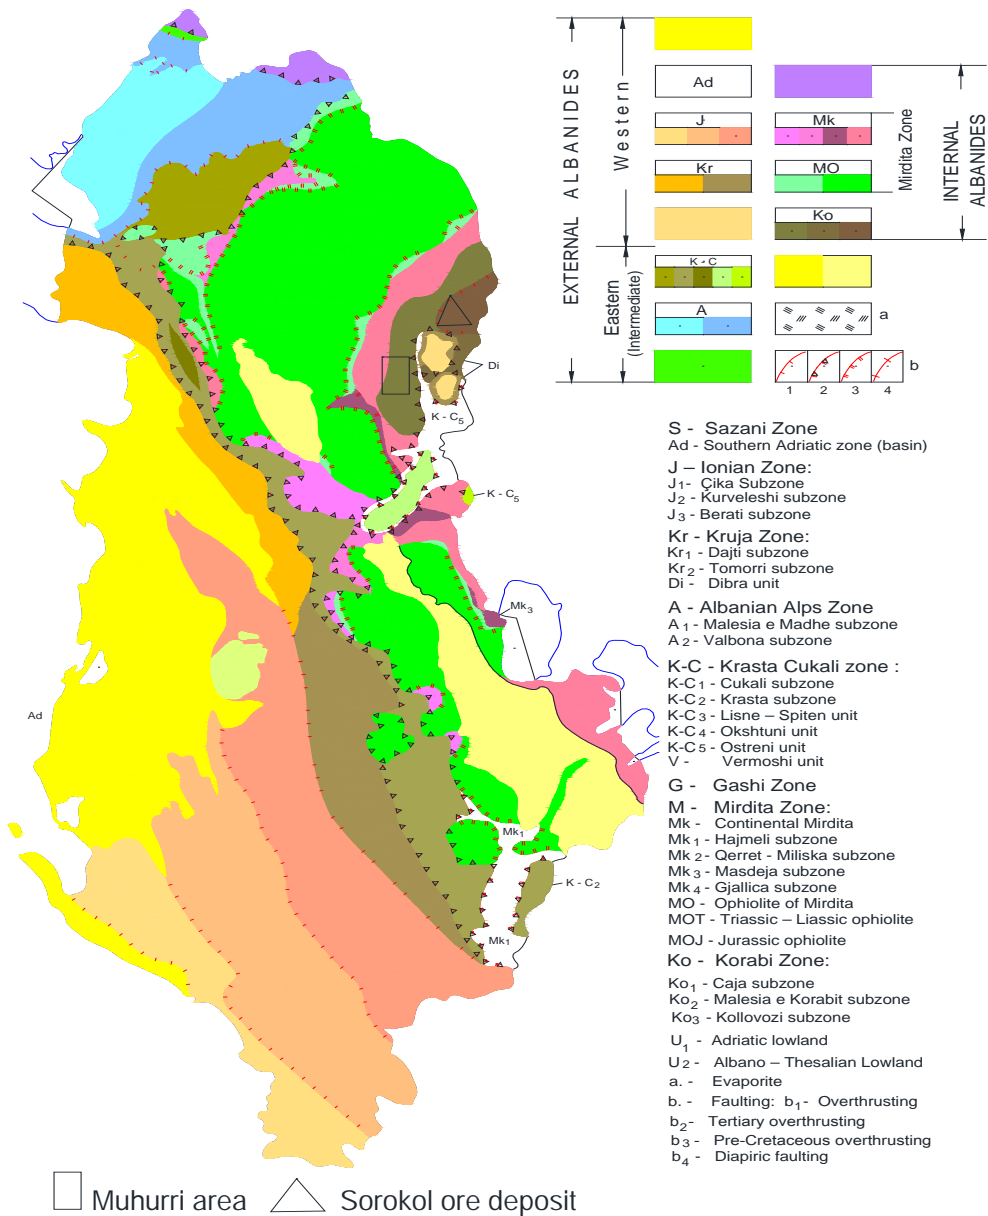 EXTERNAL ALBANIDES
Western
Eastern
(Intermediate)
Ad
J
Kr
K - C
A
Mk
MO
Ko
Mirdita Zone
INTERNAL
ALBANIDES
a
b
1 2 3 4
Di
K - C5
K - C5
Mk3
Ad
Mk1
K - C2
Mk1
S - Sazani Zone
Ad - Southern Adriatic zone (basin)
J – Ionian Zone:
J1- Çika Subzone
J2 - Kurveleshi subzone
J3 - Berati subzone
Kr - Kruja Zone:
Kr1 - Dajti subzone
Kr2 - Tomorri subzone
Di - Dibra unit
A - Albanian Alps Zone
A1 - Malesia e Madhe subzone
A2 - Valbona subzone
K-C - Krasta Cukali zone :
K-C1 - Cukali subzone
K-C2 - Krasta subzone
K-C3 - Lisne – Spiten unit
K-C4 - Okshtuni unit
K-C5 - Ostreni unit
V - Vermoshi unit
G - Gashi Zone
M - Mirdita Zone:
Mk - Continental Mirdita
Mk1 - Hajmeli subzone
Mk2 - Qerret - Miliska subzone
Mk3 - Masdeja subzone
Mk4 - Gjallica subzone
MO - Ophiolite of Mirdita
MOT - Triassic – Liassic ophiolite
MOJ - Jurassic ophiolite
Ko - Korabi Zone:
Ko1 - Caja subzone
Ko2 - Malesia e Korabit subzone
Ko3 - Kollovozi subzone
U1 - Adriatic lowland
U2 - Albano – Thesalian Lowland
a. - Evaporite
b. - Faulting: b1- Overthrusting
b2- Tertiary overthrusting
b3 - Pre-Cretaceous overthrusting
b4 - Diapiric faulting
Muhurri area
Sorokol ore deposit